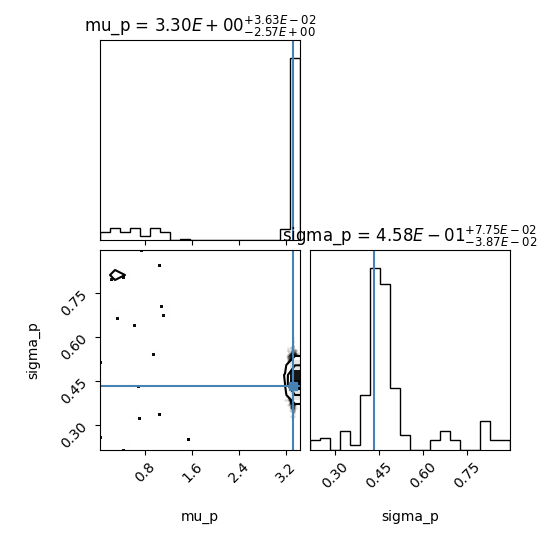 mu_p = 3.30E + 00+3.63E−02−2.57E+00
sigma_p = 4.58E − 01+7.75E−02−3.87E−02
sigma_p
0.75
0.60
0.45
0.30
0.8 1.6 2.4 3.2
0.30 0.45 0.60 0.75
mu_p sigma_p